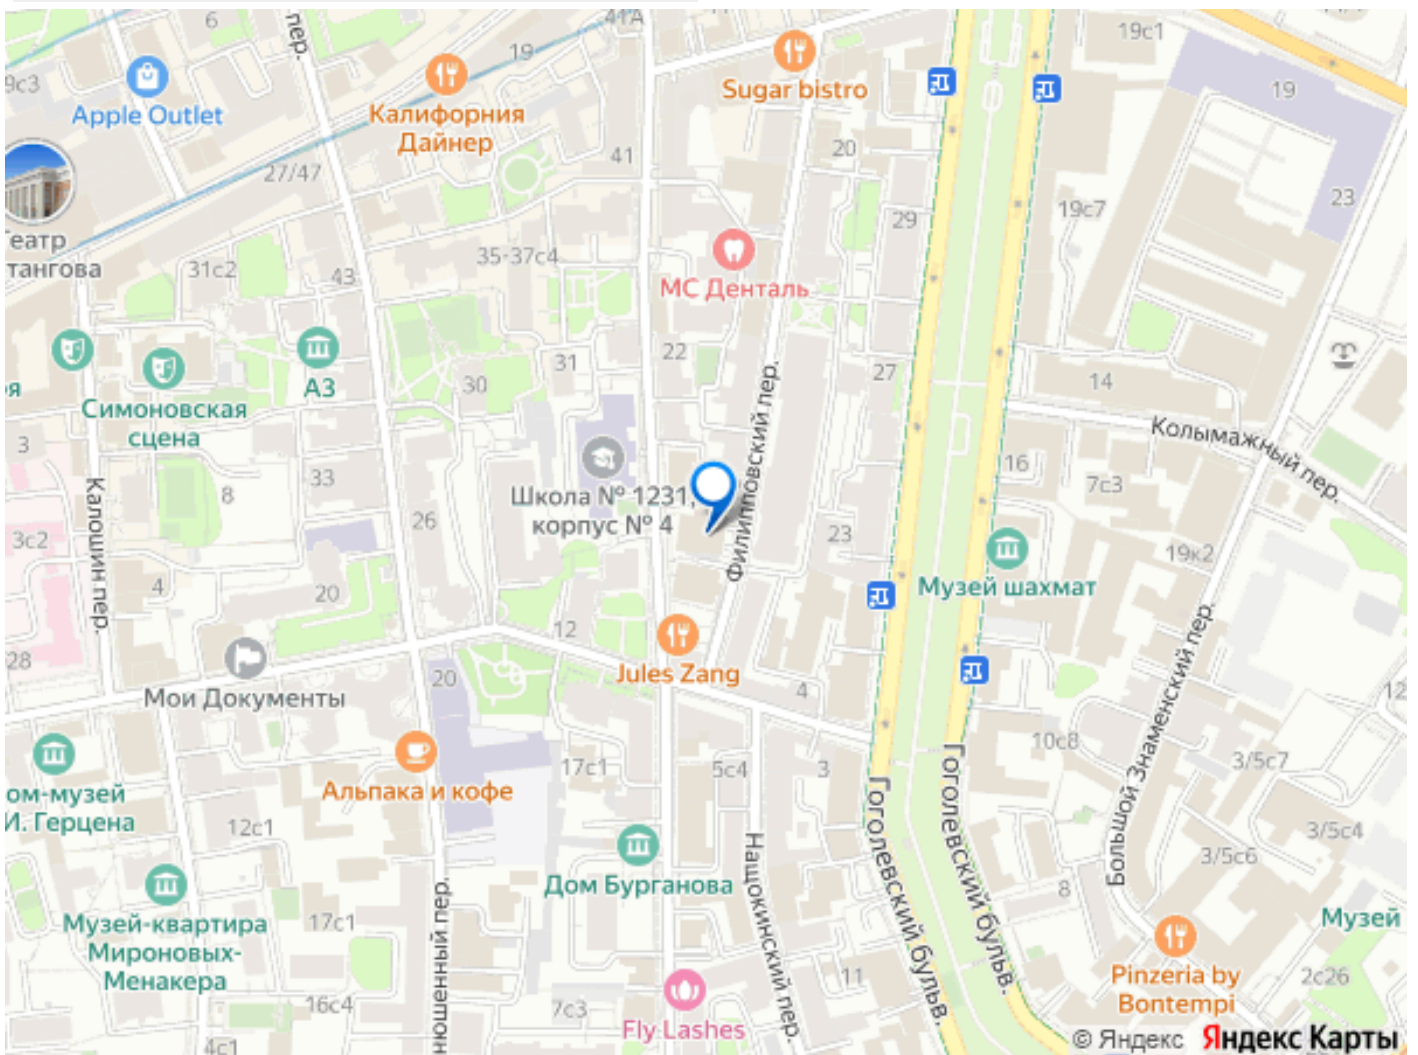 6
пер.
19
41А
19с1
9с3
Apple Outlet
Калифорния
Дайнер
Sugar bistro
19
27/47
41
20
23
еатр
тангова
31с2
43
35-37с4
29
19с7
МС Денталь
я
Симоновская
сцена
А3
30
31
22
27
14
Колымажный пер.
3
8
33
Школа № 1231,
корпус № 4
Филипповский пер.
16
7с3
Калошин пер.
3с2
26
23
19к2
Музей шахмат
4
20
12
28
Мои Документы
20
Jules Zang
4
12
Большой Знаменский пер.
10с8
3/5с7
ом-музей
И. Герцена
Альпака и кофе
17с1
5с4
3
Гоголевский бульв.
Гоголевский бульв.
12с1
3/5с4
3/5с6
Дом Бурганова
Нащокинский пер.
8
Музей-квартира
Мироновых-
Менакера
17с1
нюшенный пер.
Музей
11
Pinzeria by
Bontempi
2с26
16с4
7с3
Fly Lashes
4с1
© Яндекс Яндекс Карты